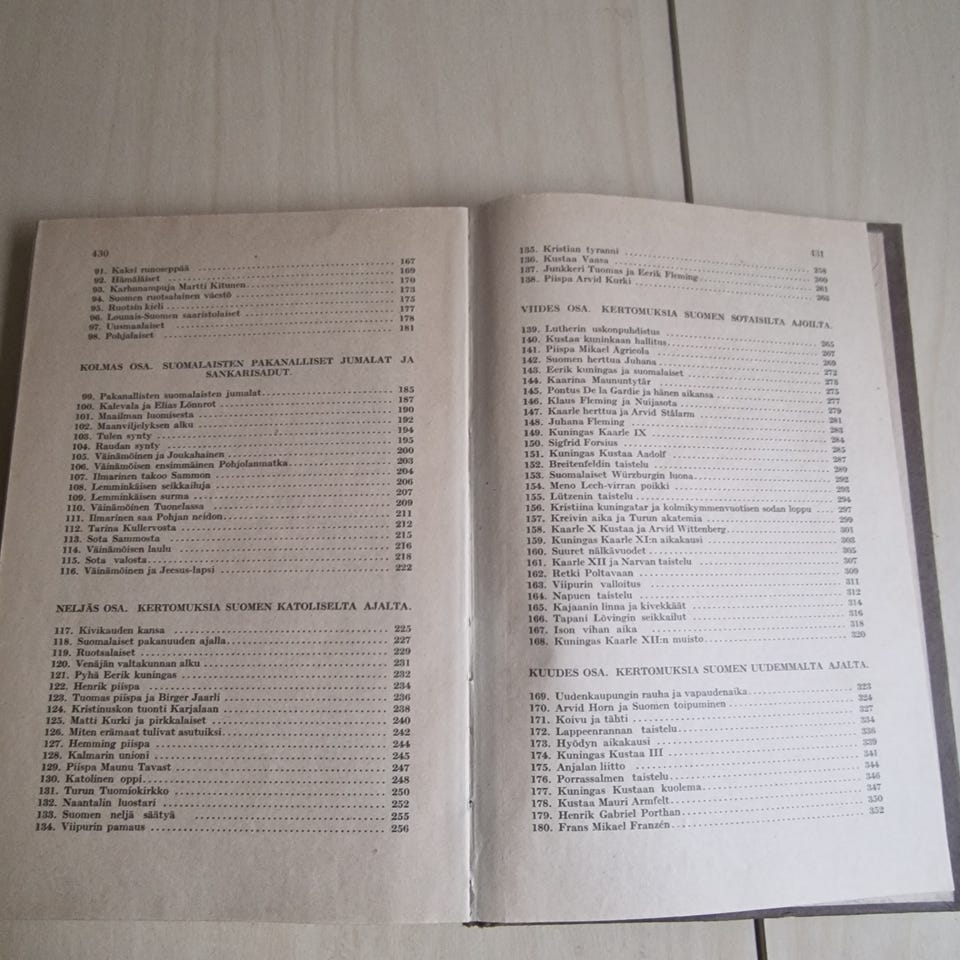 430
91. Kaksi runoseppää 167
92. Hämäläiset 169
93. Karhunampuja Martti Kitunen 170
94. Suomen ruotsalainen väestö 173
95. Ruotsin kieli 175
96. Lounais-Suomen saaristolaiset 177
97. Uusmaalaiset 178
98. Pohjalaiset 181
KOLMAS OSA. SUOMALAISTEN PAKANALLISET JUMALAT JA
SANKARISADUT.
99. Pakanallisten suomalaisten jumalat 185
100. Kalevala ja Elias Lönnrot 187
101. Maailman luomisesta 190
102. Maanviljelyksen alku 192
103. Tulen synty 194
104. Raudan synty 195
105. Väinämöinen ja Joukahainen 200
106. Väinämöisen ensimmäinen Pohjolanmatka 203
107. Ilmarinen takoo Sammon 204
108. Lemminkäisen seikkailuja 206
109. Lemminkäisen surma 207
110. Väinämöinen Tuonelassa 209
111. Ilmarinen saa Pohjan neidon 211
112. Tarina Kullervosta 212
113. Sota Sammosta 215
114. Väinämöisen laulu 216
115. Sota valosta 218
116. Väinämöinen ja Jeesus-lapsi 222
NELJÄS OSA. KERTOMUKSIA SUOMEN KATOLISELTA AJALTA.
117. Kivikauden kansa 225
118. Suomalaiset pakanuuden ajalla 227
119. Ruotsalaiset 229
120. Venäjän valtakunnan alku 231
121. Pyhä Eerik kuningas 232
122. Henrik piispa 234
123. Tuomas piispa ja Birger Jaarli 236
124. Kristinuskon tuonti Karjalaan 238
125. Matti Kurki ja pirkkalaiset 240
126. Miten erämaat tulivat asutuiksi 242
127. Hemming piispa 244
128. Kalmarin unioni 245
129. Piispa Maunu Tavast 247
130. Katolinen oppi 248
131. Turun Tuomiokirkko 250
132. Naantalin luostari 252
133. Suomen neljä säätyä 255
134. Viipurin pamaus 256
431
135. Kristian tyranni 258
136. Kustaa Vaasa 260
137. Junkkeri Tuomas ja Eerik Fleming 261
138. Piispa Arvid Kurki 263
VIIDES OSA. KERTOMUKSIA SUOMEN SOTAISILTA AJOILTA.
139. Lutherin uskonpuhdistus 265
140. Kustaa kuninkaan hallitus 267
141. Piispa Mikael Agricola 269
142. Suomen herttua Juhana 272
143. Eerik kuningas ja suomalaiset 273
144. Kaarina Maununtytär 275
145. Pontus De la Gardie ja hänen aikansa 277
146. Klaus Fleming ja Nuijasota 279
147. Kaarle herttua ja Arvid Stålarm 281
148. Juhana Fleming 283
149. Kuningas Kaarle IX 284
150. Sigfrid Forsius 285
151. Kuningas Kustaa Aadolf 287
152. Breitenfeldin taistelu 289
153. Suomalaiset Würzburgin luona 292
154. Meno Lech-virran poikki 293
155. Lützenin taistelu 294
156. Kristiina kuningatar ja kolmikymmenvuotisen sodan loppu 297
157. Kreivin aika ja Turun akatemia 299
158. Kaarle X Kustaa ja Arvid Wittenberg 301
159. Kuningas Kaarle XI:n aikakausi 303
160. Suuret nälkävuodet 305
161. Kaarle XII ja Narvan taistelu 307
162. Retki Poltavaan 309
163. Viipurin valloitus 311
164. Napuen taistelu 312
165. Kajaanin linna ja kivekkäät 314
166. Tapani Lövingin seikkailut 316
167. Ison vihan aika 318
168. Kuningas Kaarle XII:n muisto 320
KUUDES OSA. KERTOMUKSIA SUOMEN UUDEMMALTA AJALTA.
169. Uudenkaupungin rauha ja vapaudenaika 323
170. Arvid Horn ja Suomen toipuminen 324
171. Koivu ja tähti 327
172. Lappeenrannan taistelu 334
173. Hyödyn aikakausi 336
174. Kuningas Kustaa III 339
175. Anjalan liitto 341
176. Porrassalmen taistelu 344
177. Kuningas Kustaan kuolema 346
178. Kustaa Mauri Armfelt 347
179. Henrik Gabriel Porthan 350
180. Frans Mikael Franzén 352